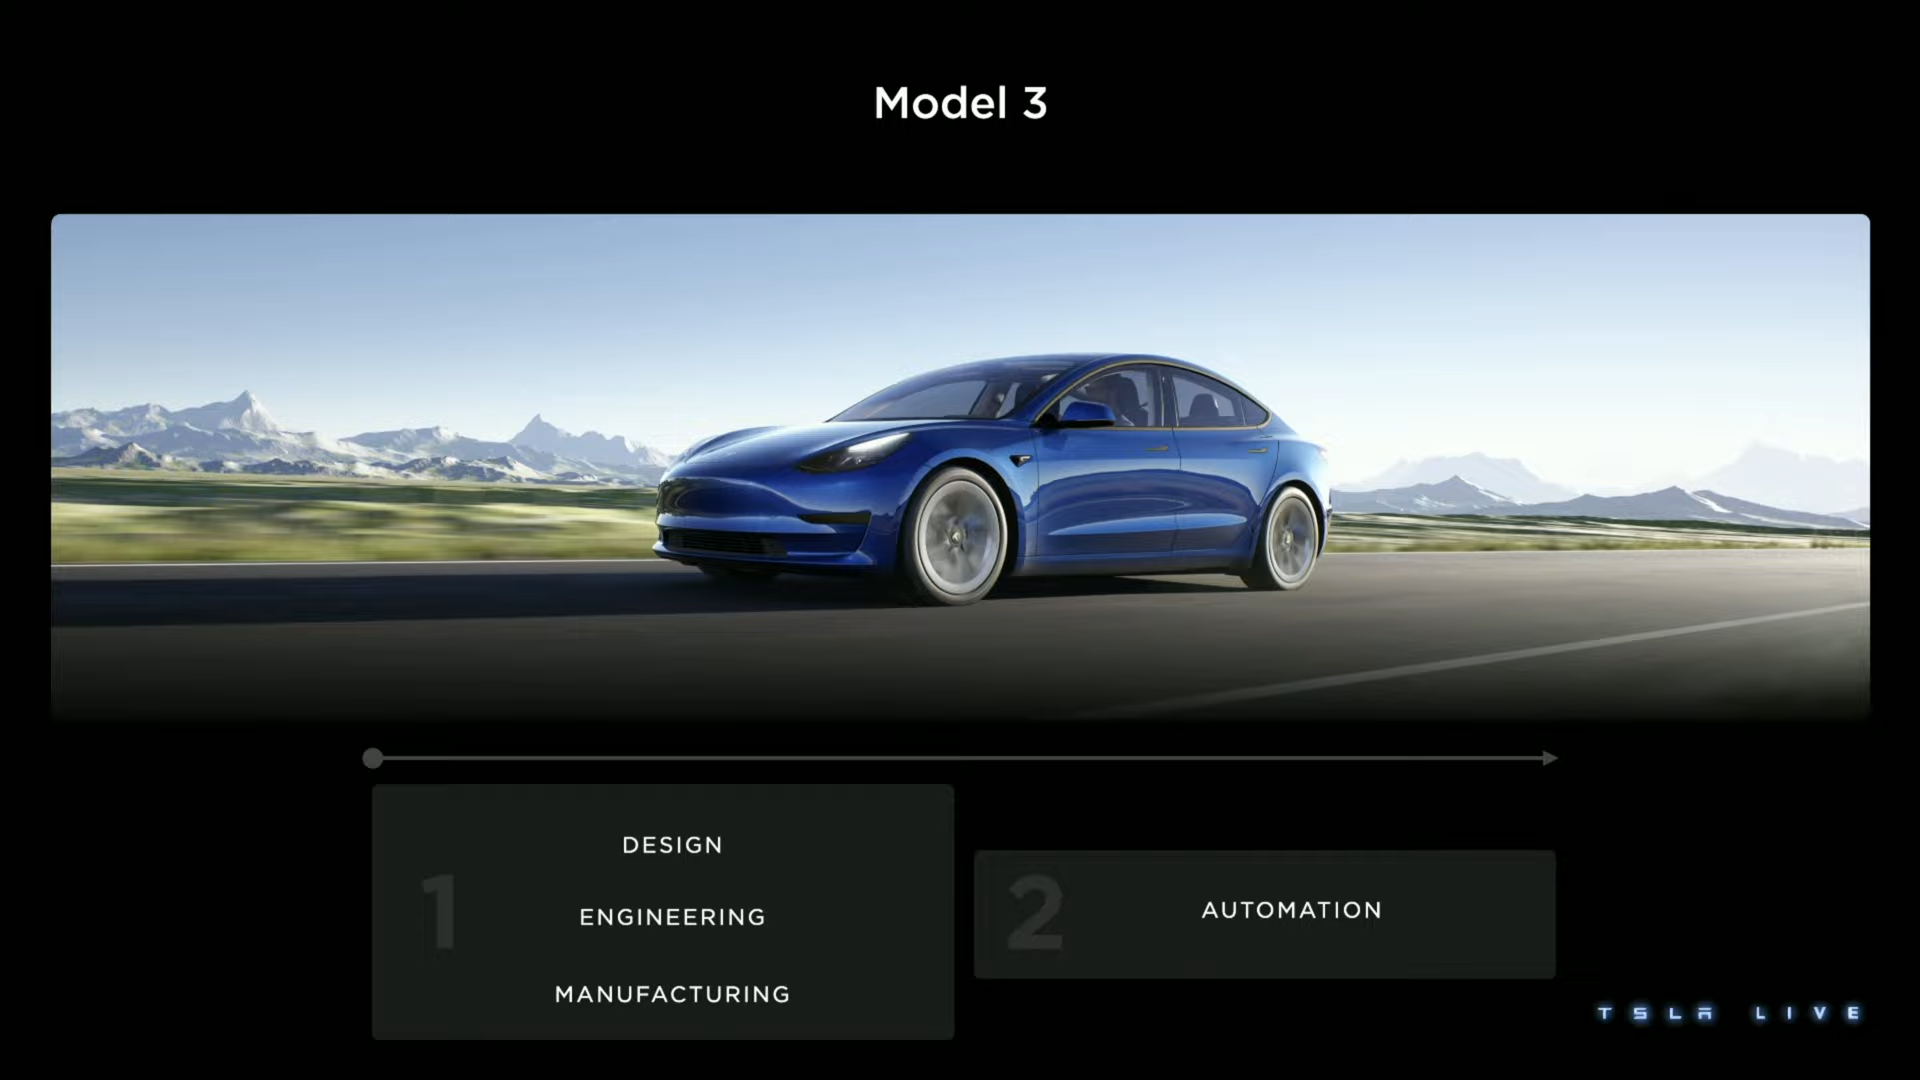 Model 3
1
DESIGN
ENGINEERING
MANUFACTURING
2
AUTOMATION
TSLA LIVE